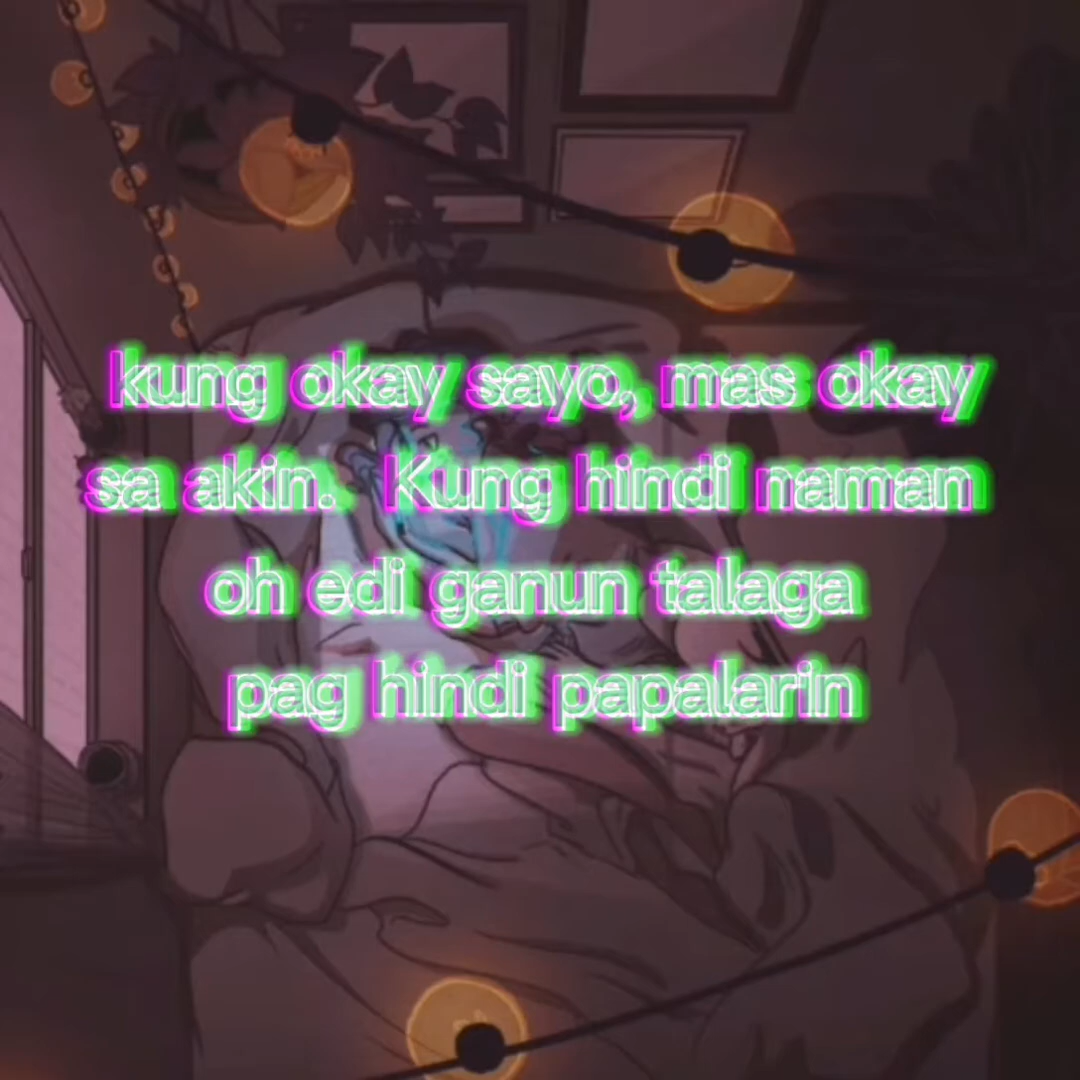 kung okay sayo, mas okay
sa akin. Kung hindi naman
oh edi ganun talaga
pag hindi papalarin